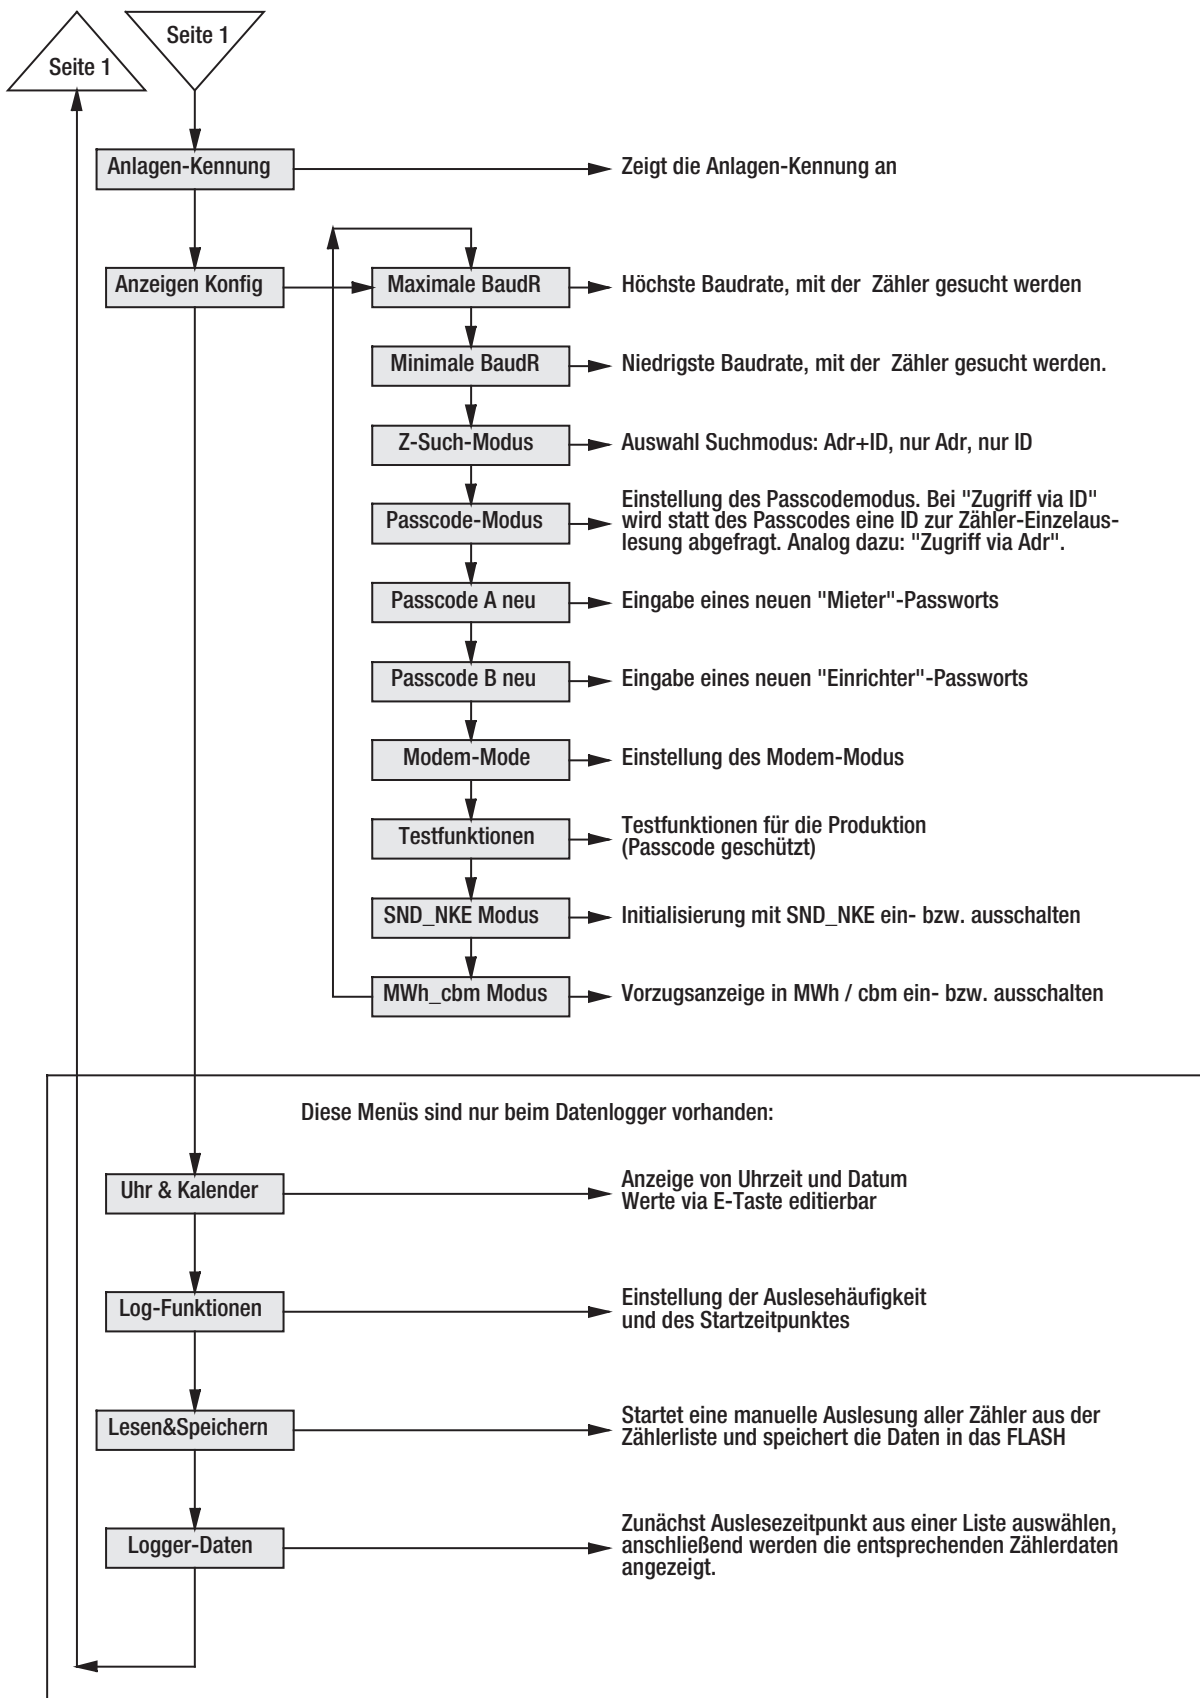 Seite 1
Seite 1
Anlagen-Kennung
Zeigt die Anlagen-Kennung an
Anzeigen Konfig
Maximale BaudR
Höchste Baudrate, mit der Zähler gesucht werden
Minimale BaudR
Niedrigste Baudrate, mit der Zähler gesucht werden.
Z-Such-Modus
Auswahl Suchmodus: Adr+ID, nur Adr, nur ID
Passcode-Modus
Einstellung des Passcodemodus. Bei "Zugriff via ID"
wird statt des Passcodes eine ID zur Zähler-Einzelaus-
lesung abgefragt. Analog dazu: "Zugriff via Adr".
Passcode A neu
Eingabe eines neuen "Mieter"-Passworts
Passcode B neu
Eingabe eines neuen "Einrichter"-Passworts
Modem-Mode
Einstellung des Modem-Modus
Testfunktionen
Testfunktionen für die Produktion
(Passcode geschützt)
SND_NKE Modus
Initialisierung mit SND_NKE ein- bzw. ausschalten
MWh_cbm Modus
Vorzugsanzeige in MWh / cbm ein- bzw. ausschalten
Diese Menüs sind nur beim Datenlogger vorhanden:
Uhr & Kalender
Anzeige von Uhrzeit und Datum
Werte via E-Taste editierbar
Log-Funktionen
Einstellung der Auslesehäufigkeit
und des Startzeitpunktes
Lesen&Speichern
Startet eine manuelle Auslesung aller Zähler aus der
Zählerliste und speichert die Daten in das FLASH
Logger-Daten
Zunächst Auslesezeitpunkt aus einer Liste auswählen,
anschließend werden die entsprechenden Zählerdaten
angezeigt.